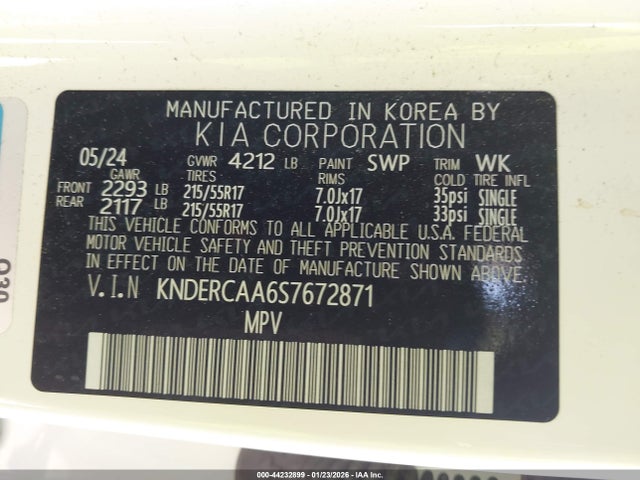 MANUFACTURED IN KOREA BY
KIA CORPORATION
05/24 GVWR 4212 LB PAINT SWP TRIM WK
GAWR TIRES RIMS COLD TIRE INFL
FRONT 2293 LB 215/55R17 7.0Jx17 35psi SINGLE
REAR 2117 LB 215/55R17 7.0Jx17 33psi SINGLE
THIS VEHICLE CONFORMS TO ALL APPLICABLE U.S.A. FEDERAL
MOTOR VEHICLE SAFETY AND THEFT PREVENTION STANDARDS
IN EFFECT ON THE DATE OF MANUFACTURE SHOWN ABOVE.
V.I.N KNDERCAA6S7672871
MPV
000-44232899 - 01/23/2026 - IAAI.COM